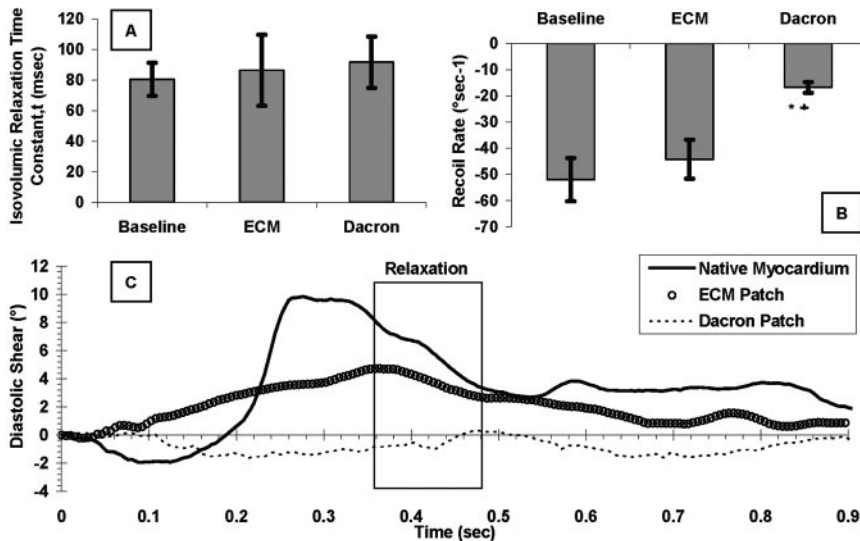 A
Isovolumic Relaxation Time
Constant,t (msec)
120
100
80
60
40
20
0
Baseline ECM Dacron
Baseline ECM Dacron
Recoil Rate (°sec-1)
0
-10
-20
-30
-40
-50
-60
-70
* +
B
C
Diastolic Shear (°)
12
10
8
6
4
2
0
-2
-4
Relaxation
Native Myocardium
ECM Patch
Dacron Patch
0 0.1 0.2 0.3 0.4 0.5 0.6 0.7 0.8 0.9
Time (sec)